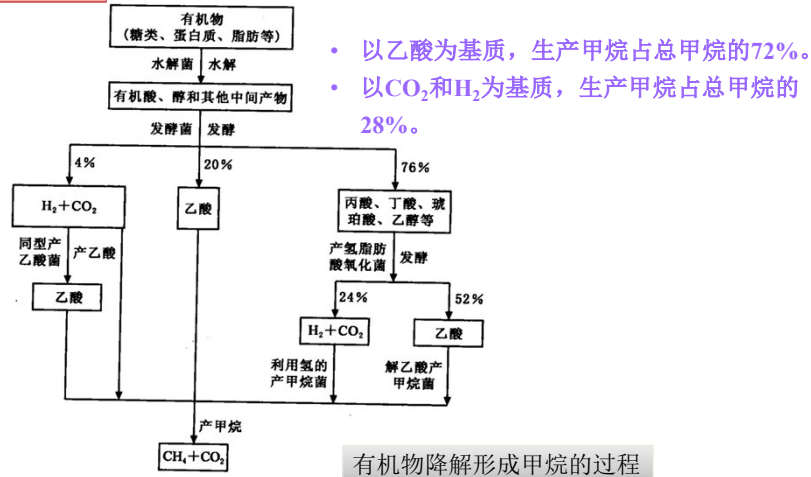 有机物
(糖类、蛋白质、脂肪等)
水解菌 水解
有机酸、醇和其他中间产物
发酵菌 发酵
4%
20%
76%
H₂+CO₂
乙酸
丙酸、丁酸、琥
珀酸、乙醇等
同型产
乙酸菌
产乙酸
产氢脂肪
酸氧化菌
发酵
乙酸
24%
52%
H₂+CO₂
乙酸
利用氢的
产甲烷菌
解乙酸产
甲烷菌
产甲烷
CH₄+CO₂
• 以乙酸为基质，生产甲烷占总甲烷的72%。
• 以CO₂和H₂为基质，生产甲烷占总甲烷的
28%。
有机物降解形成甲烷的过程